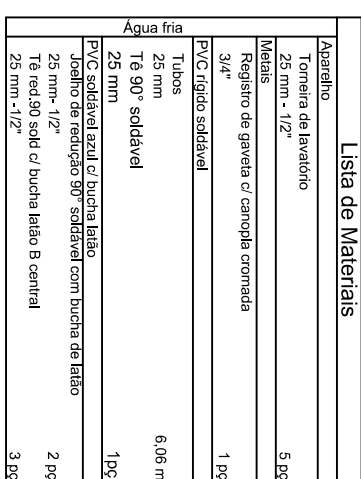 Lista de Materiais
Água fria
Aparelho
Torneira de lavatório
25 mm - 1/2" 5 pç
Metais
Registro de gaveta c/ canopla cromada
3/4" 1 pç
PVC rígido soldável
Tubos
25 mm 6,06 m
Tê 90° soldável
25 mm 1pç
PVC soldável azul c/ bucha latão
Joelho de redução 90° soldável com bucha de latão
25 mm- 1/2" 2 pç
Tê red.90 sold c/ bucha latão B central
25 mm -1/2" 3 pç